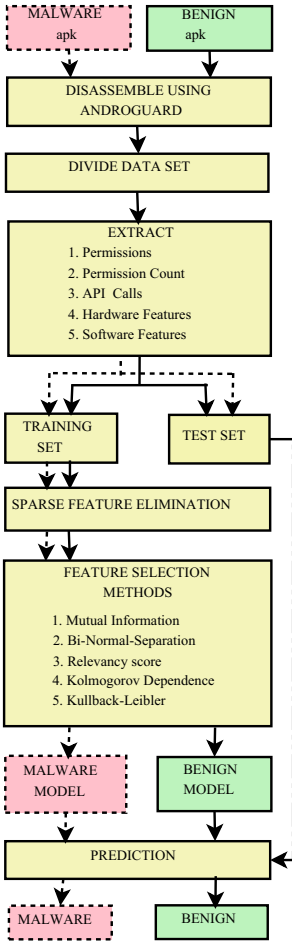 MALWARE
apk
BENIGN
apk
DISASSEMBLE USING
ANDROGUARD
DIVIDE DATA SET
EXTRACT
1. Permissions
2. Permission Count
3. API Calls
4. Hardware Features
5. Software Features
TRAINING
SET
TEST SET
SPARSE FEATURE ELIMINATION
FEATURE SELECTION
METHODS
1. Mutual Information
2. Bi-Normal-Separation
3. Relevancy score
4. Kolmogorov Dependence
5. Kullback-Leibler
MALWARE
MODEL
BENIGN
MODEL
PREDICTION
MALWARE
BENIGN